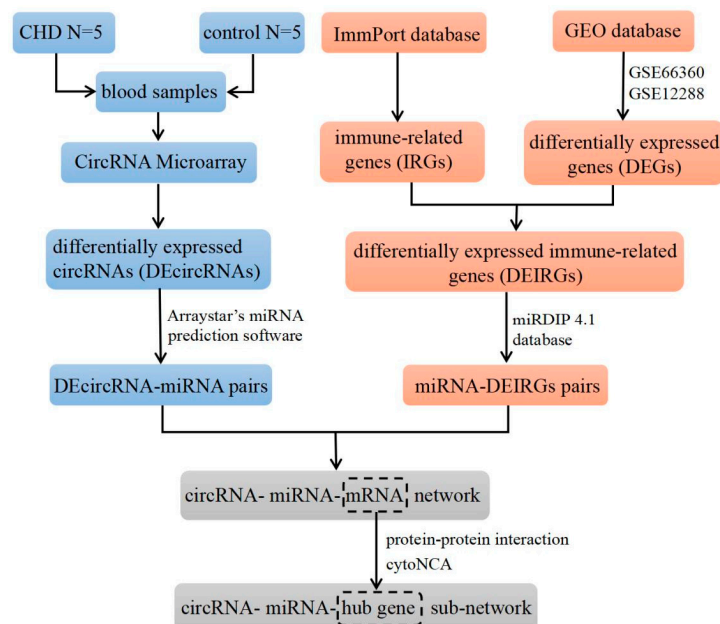 CHD N=5
control N=5
ImmPort database
GEO database
GSE66360
GSE12288
blood samples
CircRNA Microarray
immune-related
genes (IRGs)
differentially expressed
genes (DEGs)
differentially expressed
circRNAs (DEcircRNAs)
differentially expressed immune-related
genes (DEIRGs)
Arraystar’s miRNA
prediction software
miRDIP 4.1
database
DEcircRNA-miRNA pairs
miRNA-DEIRGs pairs
circRNA- miRNA- mRNA network
protein-protein interaction
cytoNCA
circRNA- miRNA- hub gene sub-network